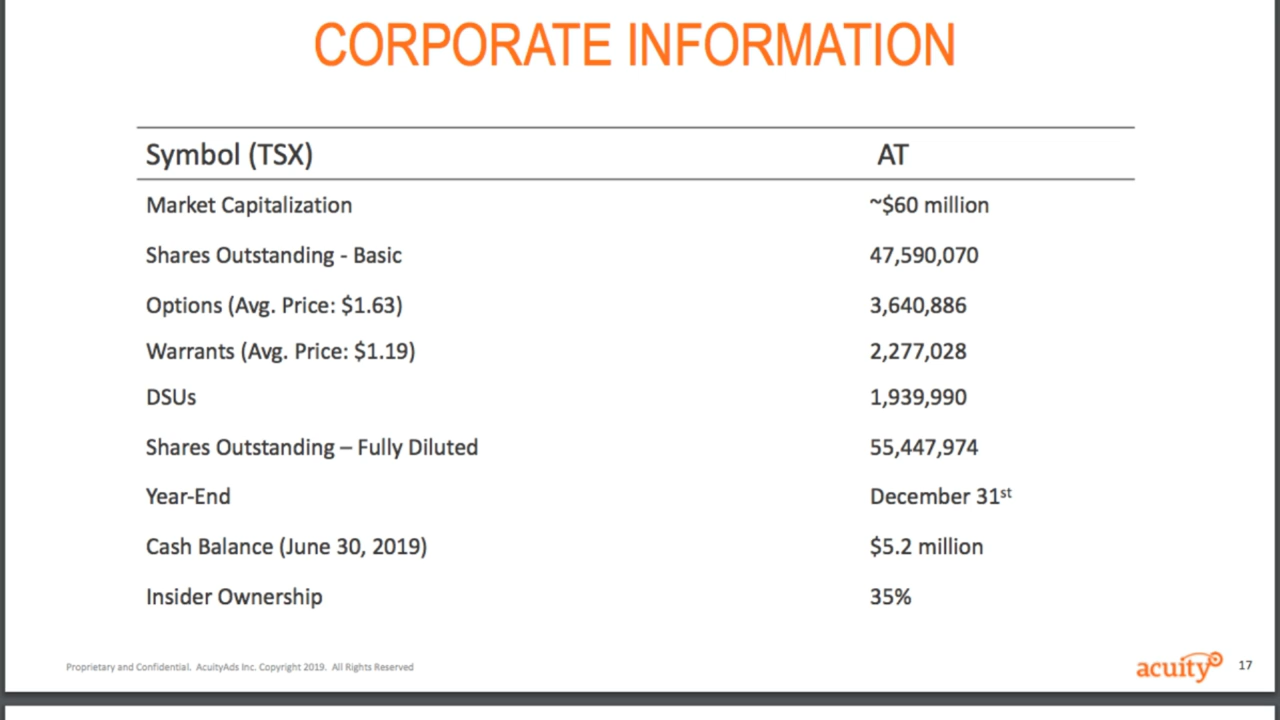 CORPORATE INFORMATION
Symbol (TSX) AT
Market Capitalization ~$60 million
Shares Outstanding - Basic 47,590,070
Options (Avg. Price: $1.63) 3,640,886
Warrants (Avg. Price: $1.19) 2,277,028
DSUs 1,939,990
Shares Outstanding – Fully Diluted 55,447,974
Year-End December 31st
Cash Balance (June 30, 2019) $5.2 million
Insider Ownership 35%
Proprietary and Confidential. AcuityAds Inc. Copyright 2019. All Rights Reserved
acuity 17